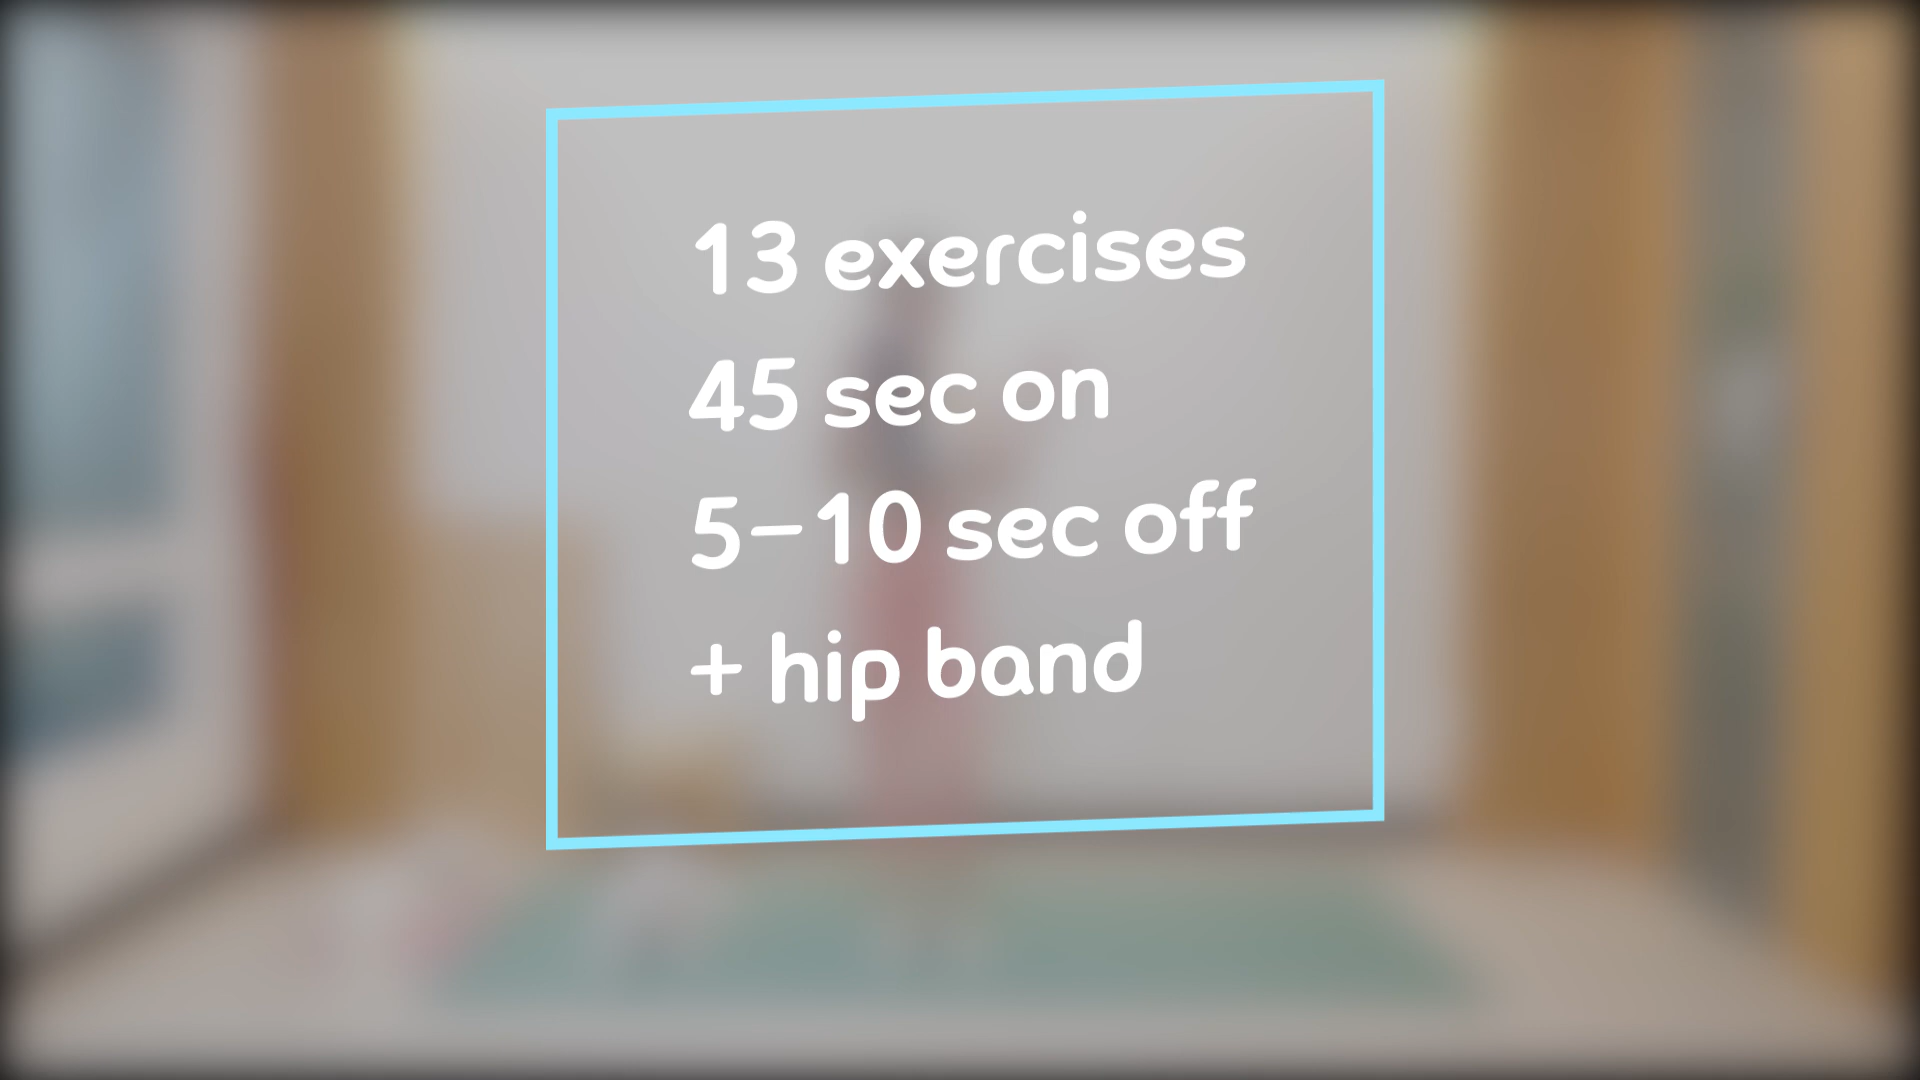 13 exercises
45 sec on
5–10 sec off
+ hip band